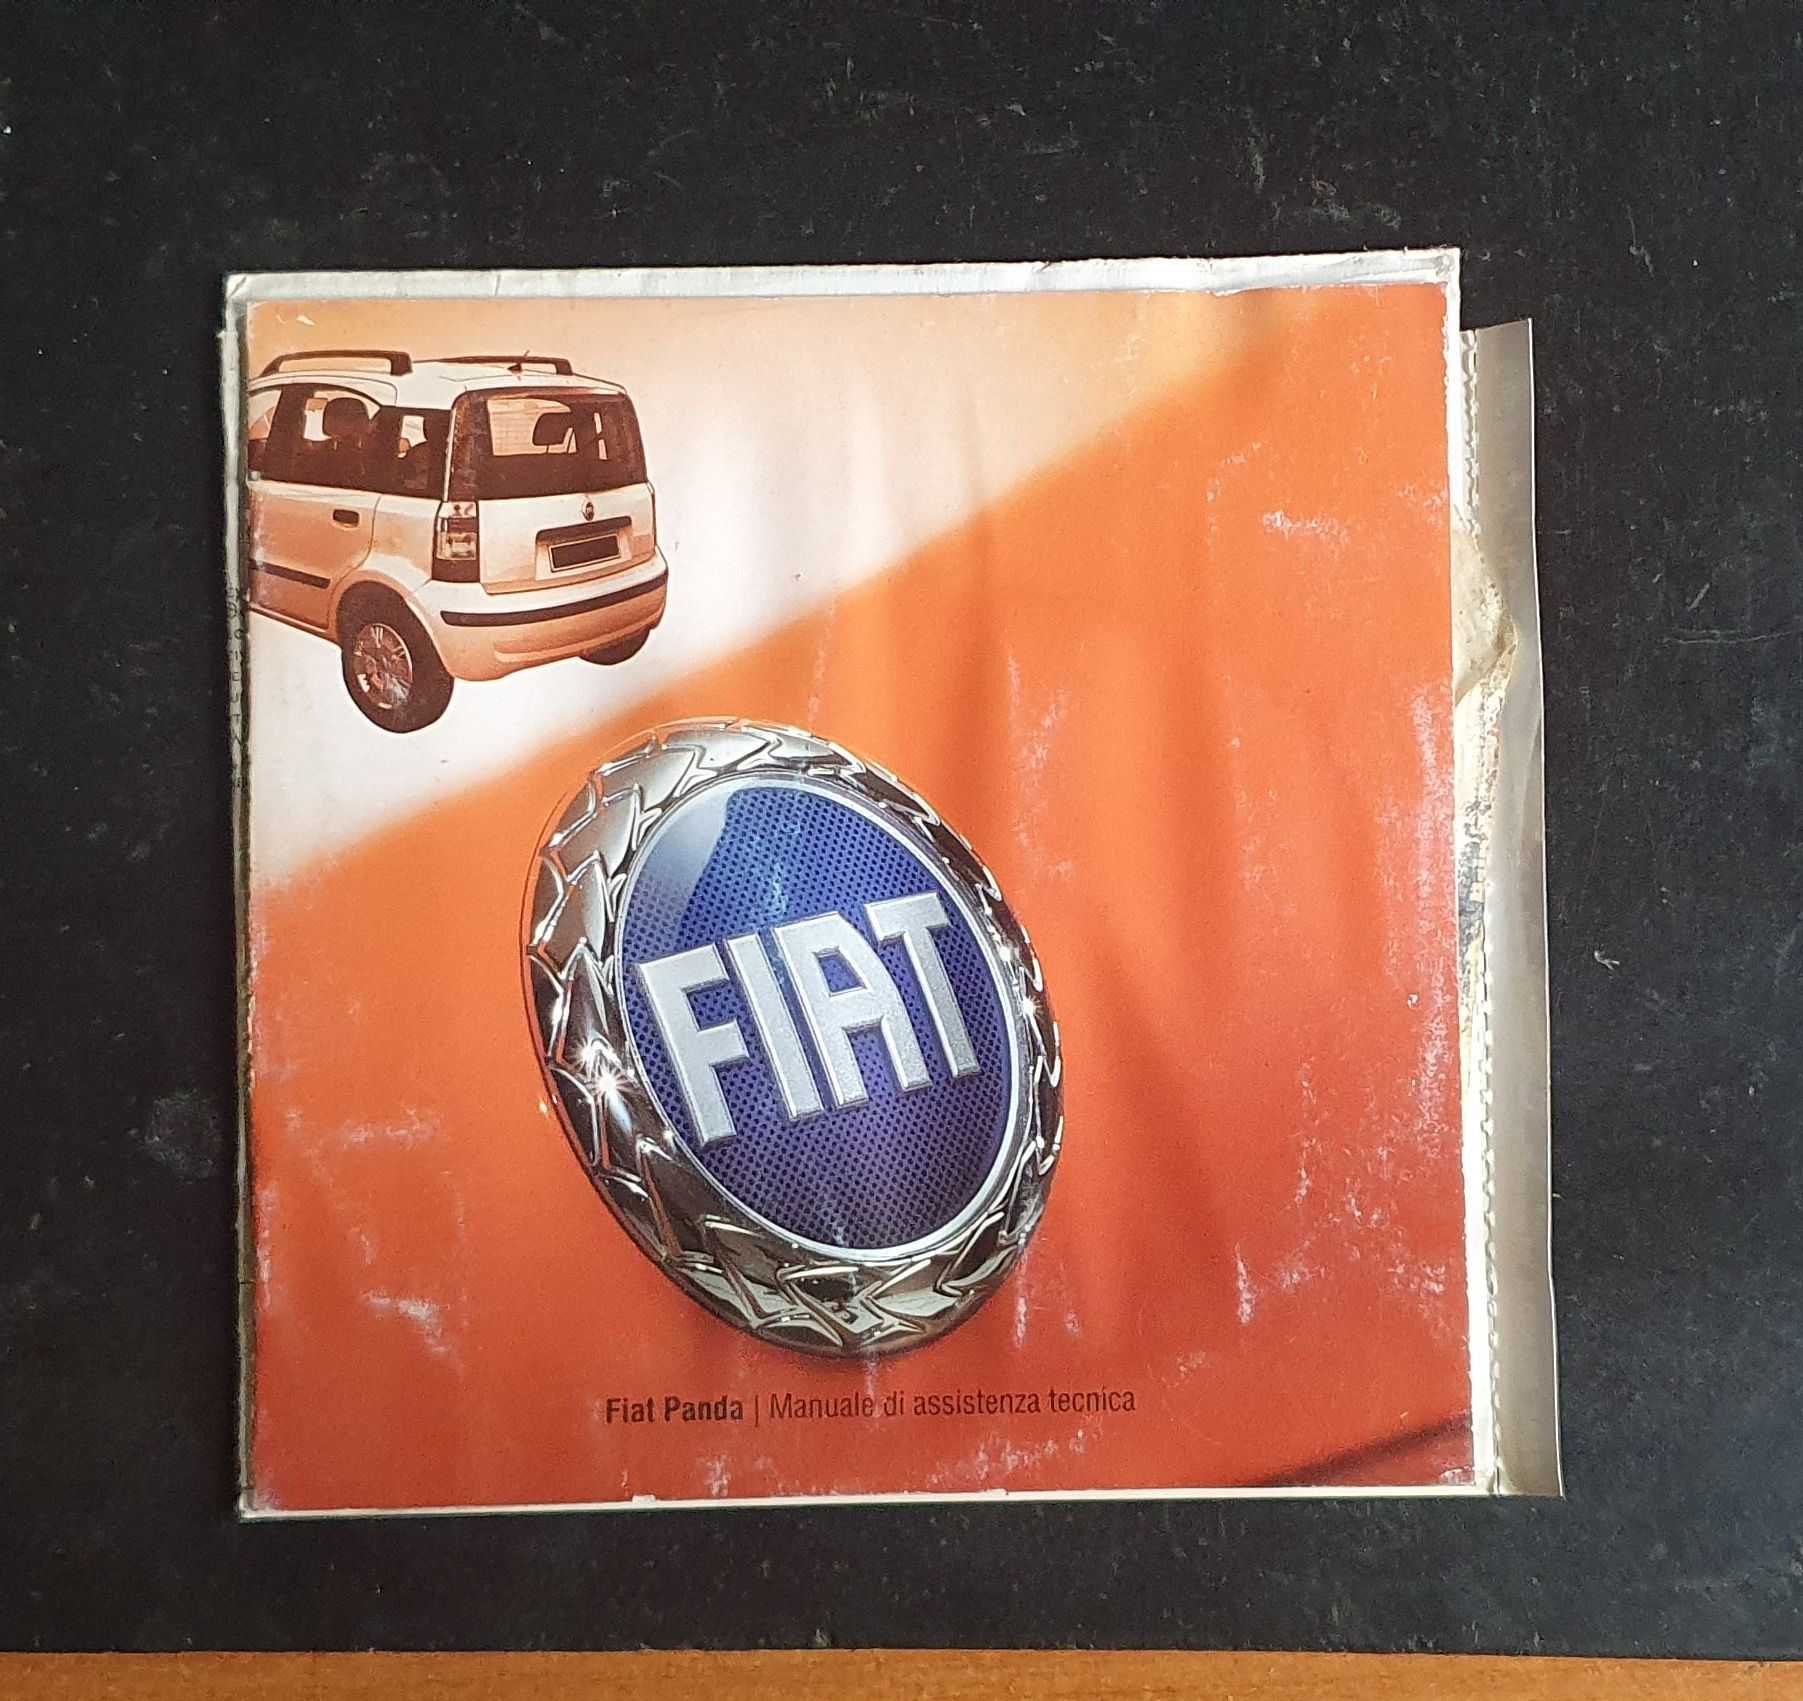 FIAT
Fiat Panda | Manuale di assistenza tecnica